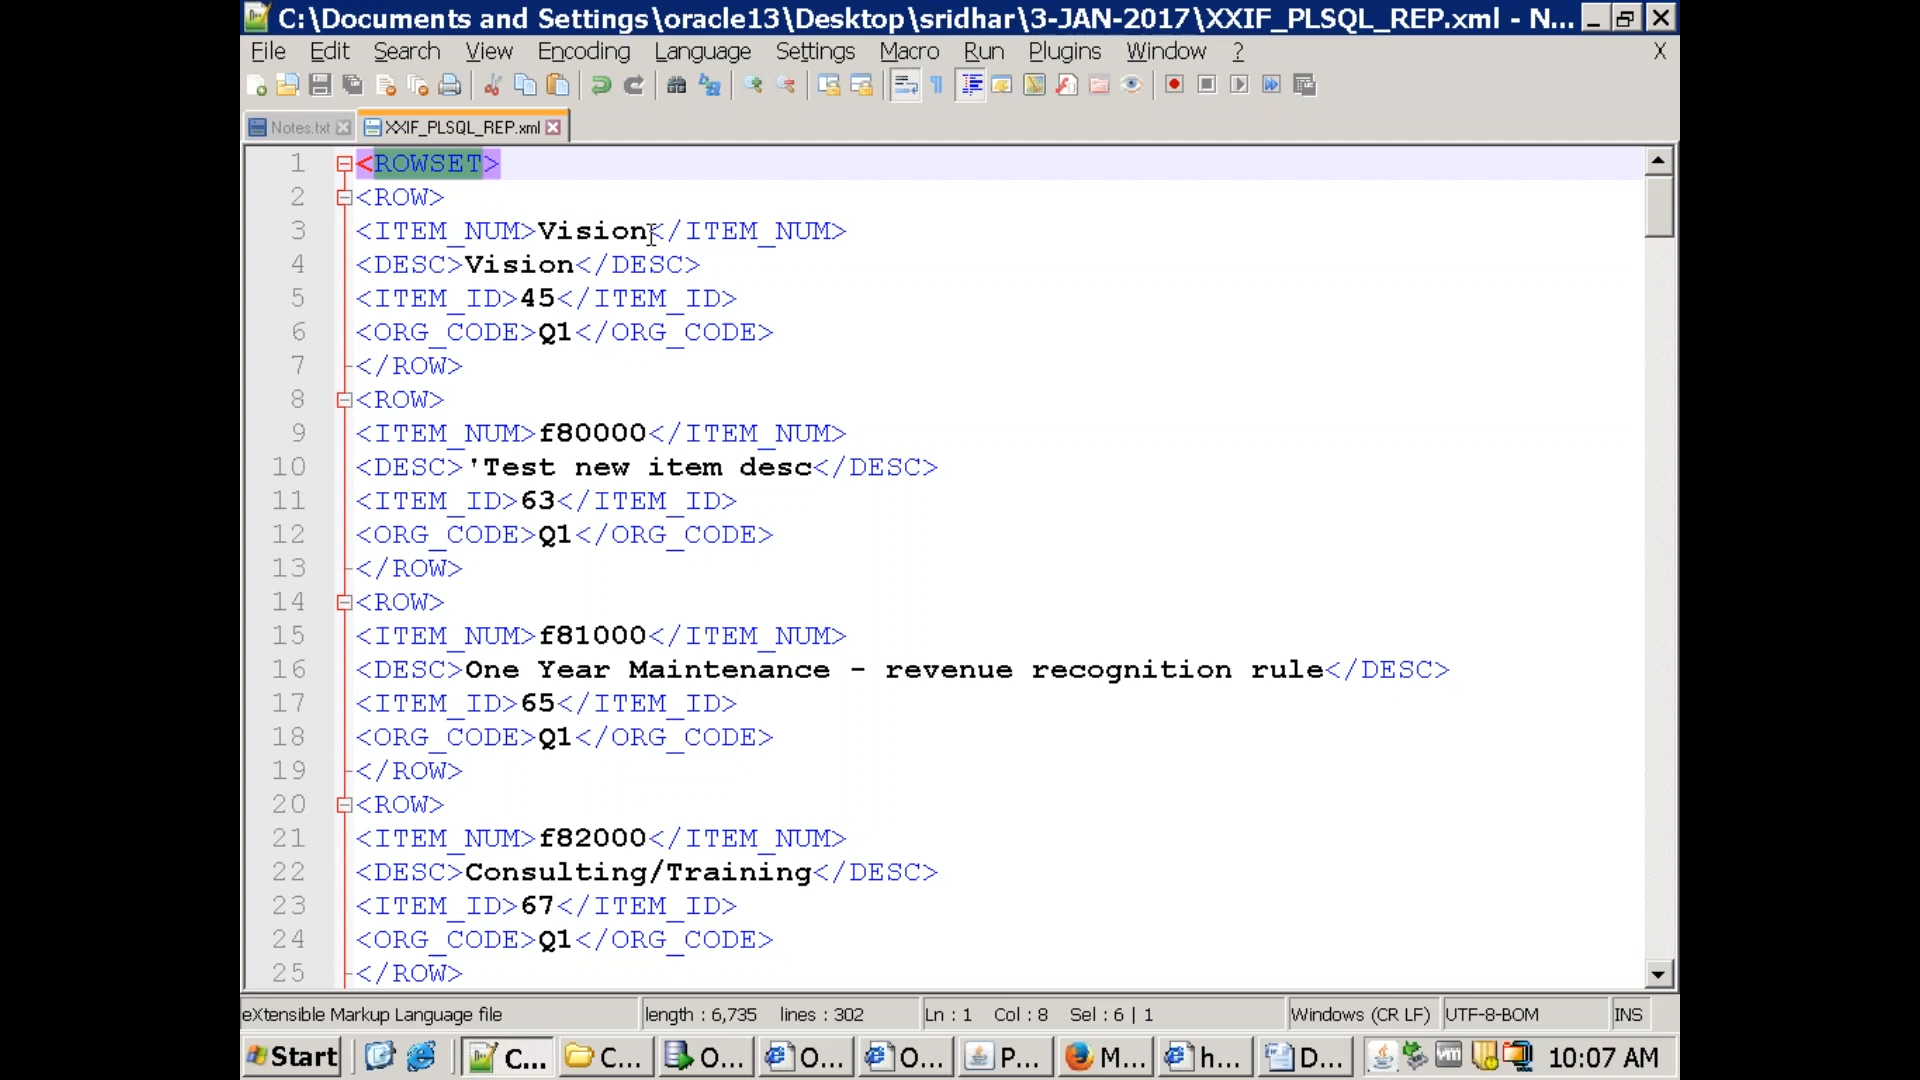 C:\Documents and Settings\oracle13\Desktop\sridhar\3-JAN-2017\XXIF_PLSQL_REP.xml - N...
File Edit Search View Encoding Language Settings Macro Run Plugins Window ? X
Notes.txt XXIF_PLSQL_REP.xml
1 <ROWSET>
2 <ROW>
3 <ITEM_NUM>Vision</ITEM_NUM>
4 <DESC>Vision</DESC>
5 <ITEM_ID>45</ITEM_ID>
6 <ORG_CODE>Q1</ORG_CODE>
7 </ROW>
8 <ROW>
9 <ITEM_NUM>f80000</ITEM_NUM>
10 <DESC>'Test new item desc</DESC>
11 <ITEM_ID>63</ITEM_ID>
12 <ORG_CODE>Q1</ORG_CODE>
13 </ROW>
14 <ROW>
15 <ITEM_NUM>f81000</ITEM_NUM>
16 <DESC>One Year Maintenance - revenue recognition rule</DESC>
17 <ITEM_ID>65</ITEM_ID>
18 <ORG_CODE>Q1</ORG_CODE>
19 </ROW>
20 <ROW>
21 <ITEM_NUM>f82000</ITEM_NUM>
22 <DESC>Consulting/Training</DESC>
23 <ITEM_ID>67</ITEM_ID>
24 <ORG_CODE>Q1</ORG_CODE>
25 </ROW>
eXtensible Markup Language file length : 6,735 lines : 302 Ln : 1 Col : 8 Sel : 6 | 1 Windows (CR LF) UTF-8-BOM INS
Start C... C... O... O... O... P... M... h... D... 10:07 AM